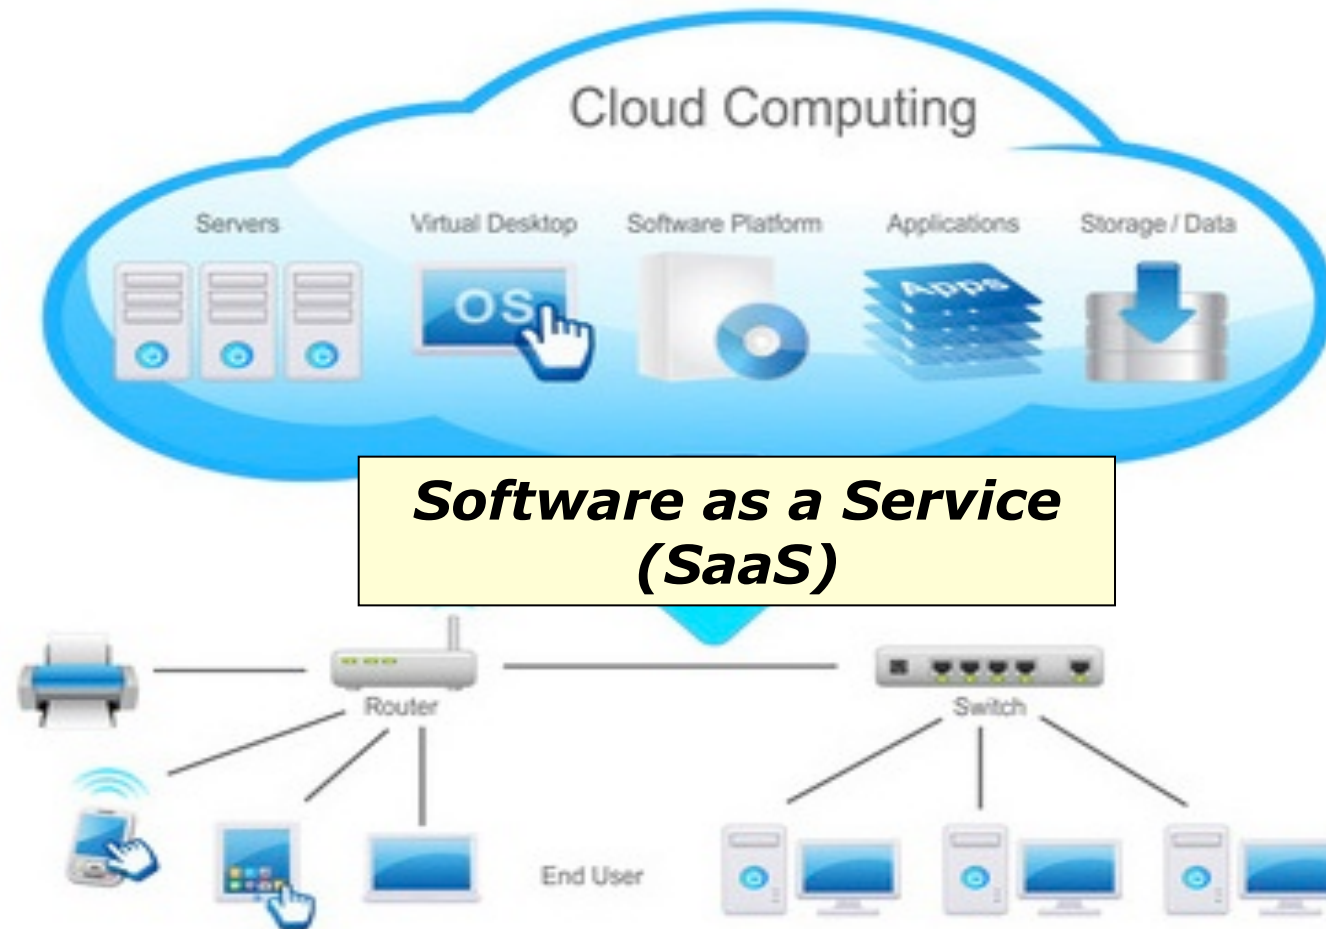 Cloud Computing
Servers
Virtual Desktop
Software Platform
Applications
Storage / Data
OS
Apps
Software as a Service
(SaaS)
Router
Switch
End User